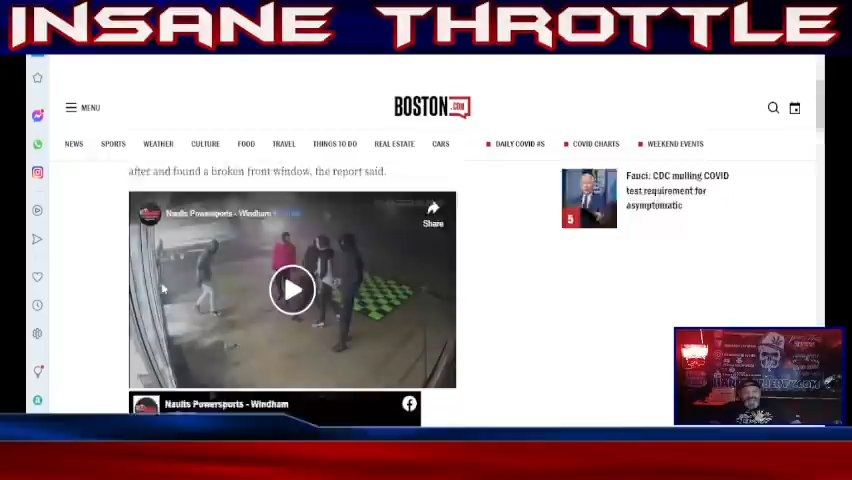 INSANE THROTTLE
MENU
BOSTON.COM
NEWS SPORTS WEATHER CULTURE FOOD TRAVEL THINGS TO DO REAL ESTATE CARS DAILY COVID #S COVID CHARTS WEEKEND EVENTS
after and found a broken front window, the report said.
Naults Powersports - Windham
Share
5
Fauci: CDC mulling COVID
test requirement for
asymptomatic
Naults Powersports - Windham